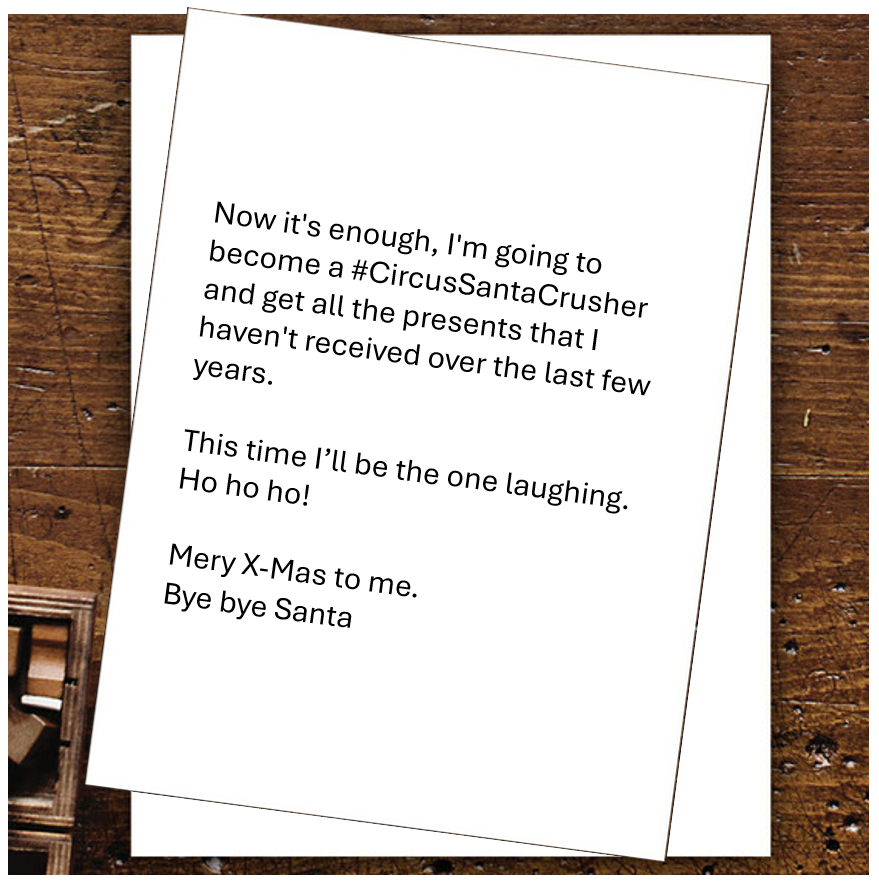 Now it's enough, I'm going to
become a #CircusSantaCrusher
and get all the presents that I
haven't received over the last few
years.
This time I’ll be the one laughing.
Ho ho ho!
Mery X-Mas to me.
Bye bye Santa